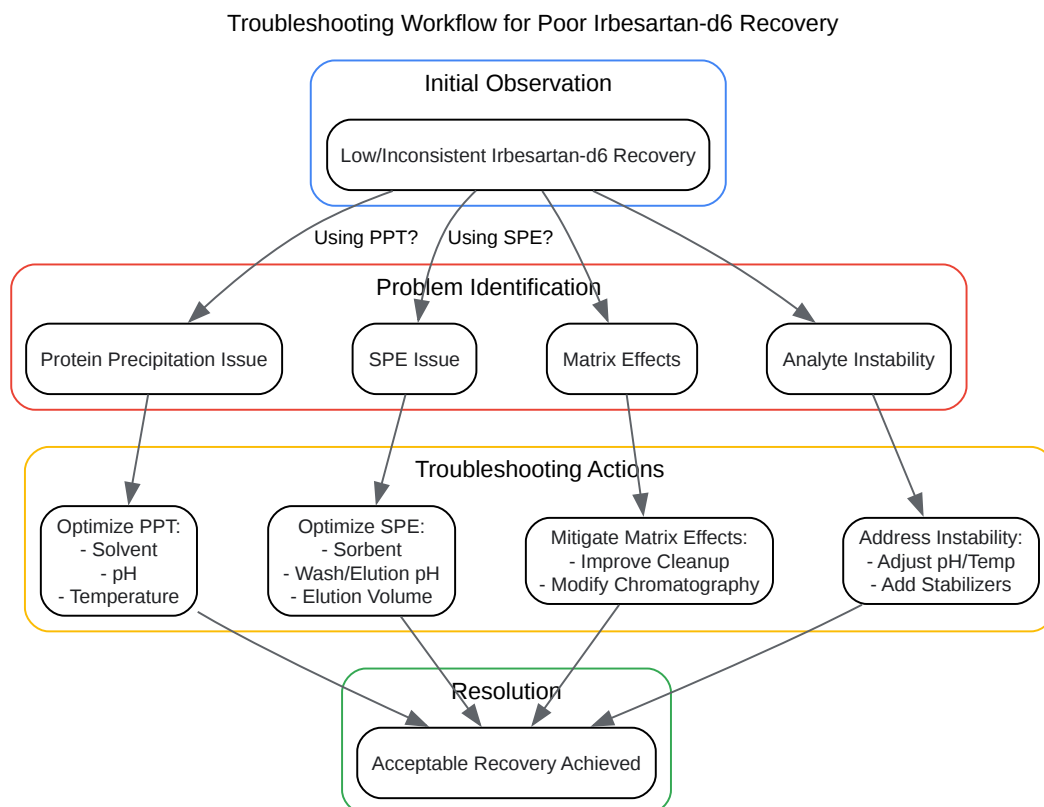 Troubleshooting Workflow for Poor Irbesartan-d6 Recovery
Initial Observation
Low/Inconsistent Irbesartan-d6 Recovery
Using PPT?
Using SPE?
Problem Identification
Protein Precipitation Issue
SPE Issue
Matrix Effects
Analyte Instability
Troubleshooting Actions
Optimize PPT:
- Solvent
- pH
- Temperature
Optimize SPE:
- Sorbent
- Wash/Elution pH
- Elution Volume
Mitigate Matrix Effects:
- Improve Cleanup
- Modify Chromatography
Address Instability:
- Adjust pH/Temp
- Add Stabilizers
Resolution
Acceptable Recovery Achieved